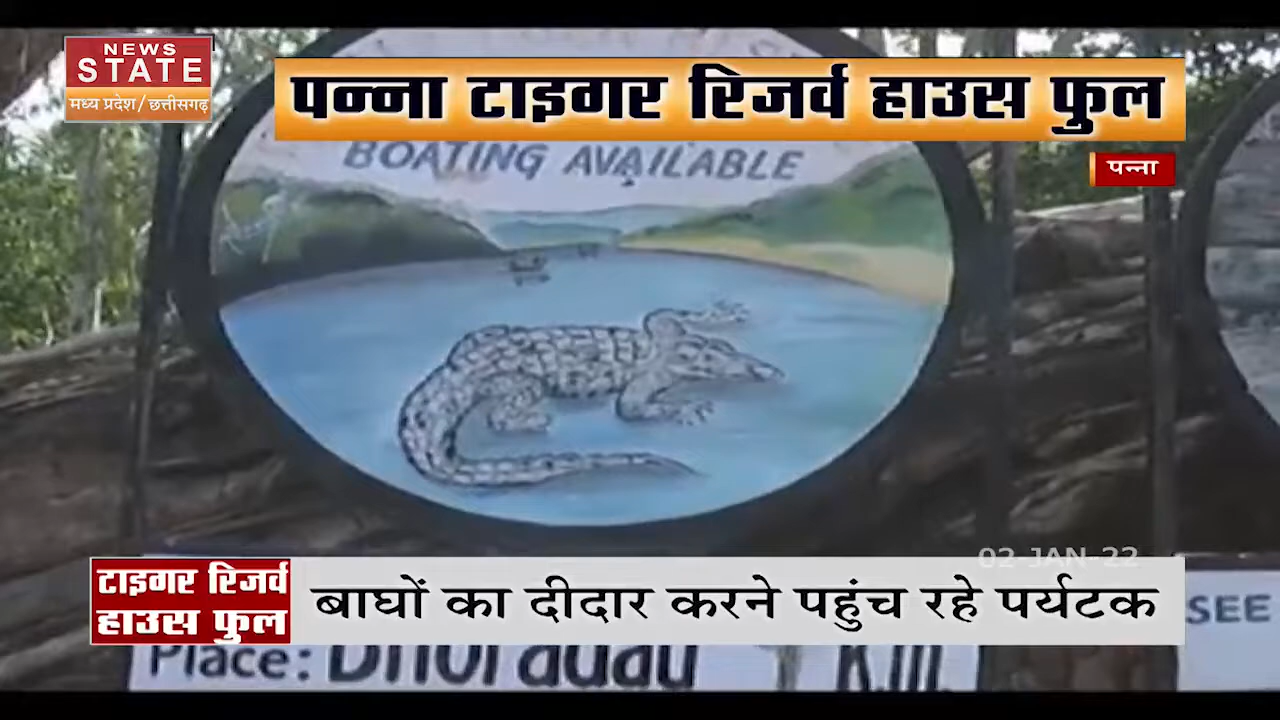 NEWS
STATE
मध्य प्रदेश/छत्तीसगढ़
पन्ना टाइगर रिजर्व हाउस फुल
BOATING AVAILABLE
पन्ना
02-JAN-22
टाइगर रिजर्व
हाउस फुल
बाघों का दीदार करने पहुंच रहे पर्यटक
SEE
Place:
K.M.